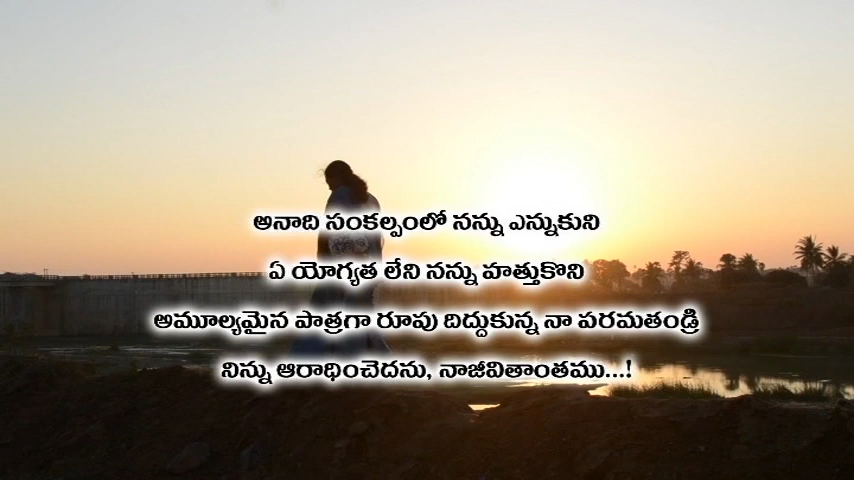 అనాది సంకల్పంలో నన్ను ఎన్నుకుని
ఏ యోగ్యత లేని నన్ను హత్తుకొని
అమూల్యమైన పాత్రగా రూపు దిద్దుకున్న నా పరమతండ్రి
నిన్ను ఆరాధించెదను, నాజీవితాంతము...!